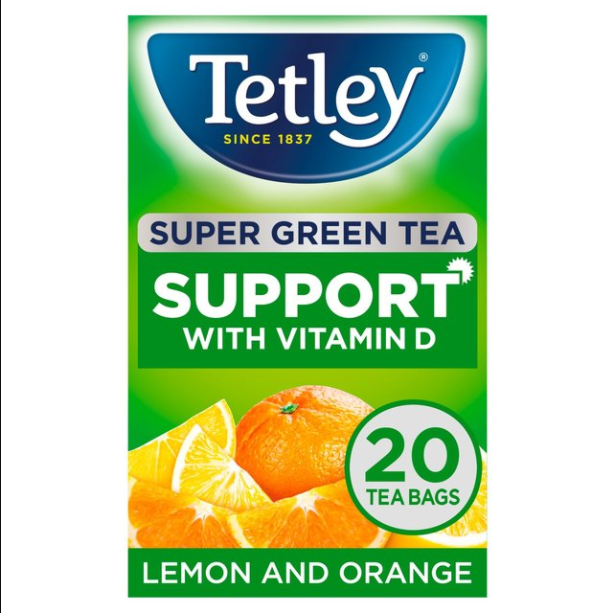 Tetley®
SINCE 1837
SUPER GREEN TEA
SUPPORT
WITH VITAMIN D
20
TEA BAGS
LEMON AND ORANGE